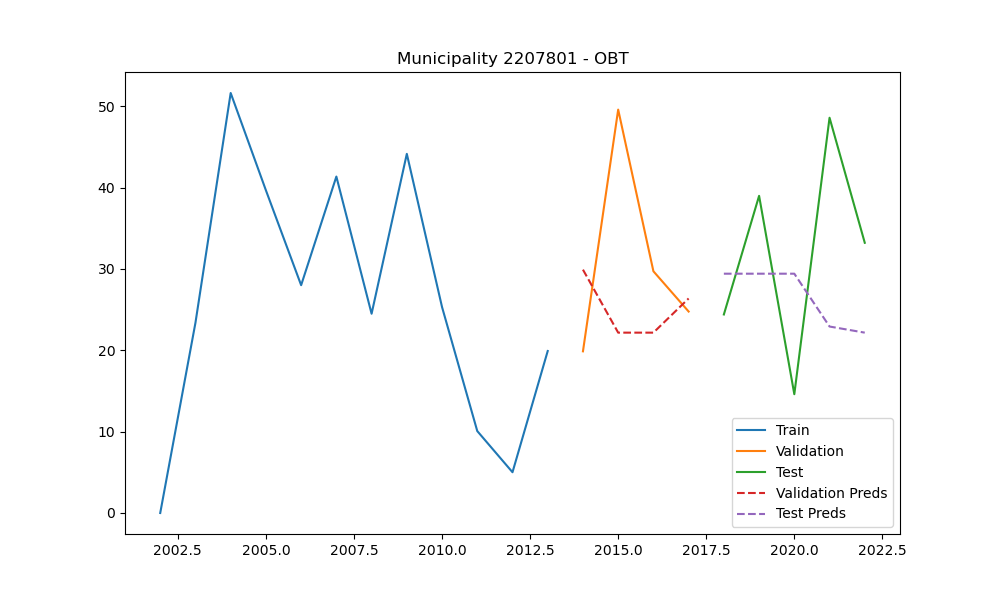 Municipality 2207801 - OBT
50
40
30
20
10
0
2002.5 2005.0 2007.5 2010.0 2012.5 2015.0 2017.5 2020.0 2022.5
Train
Validation
Test
Validation Preds
Test Preds